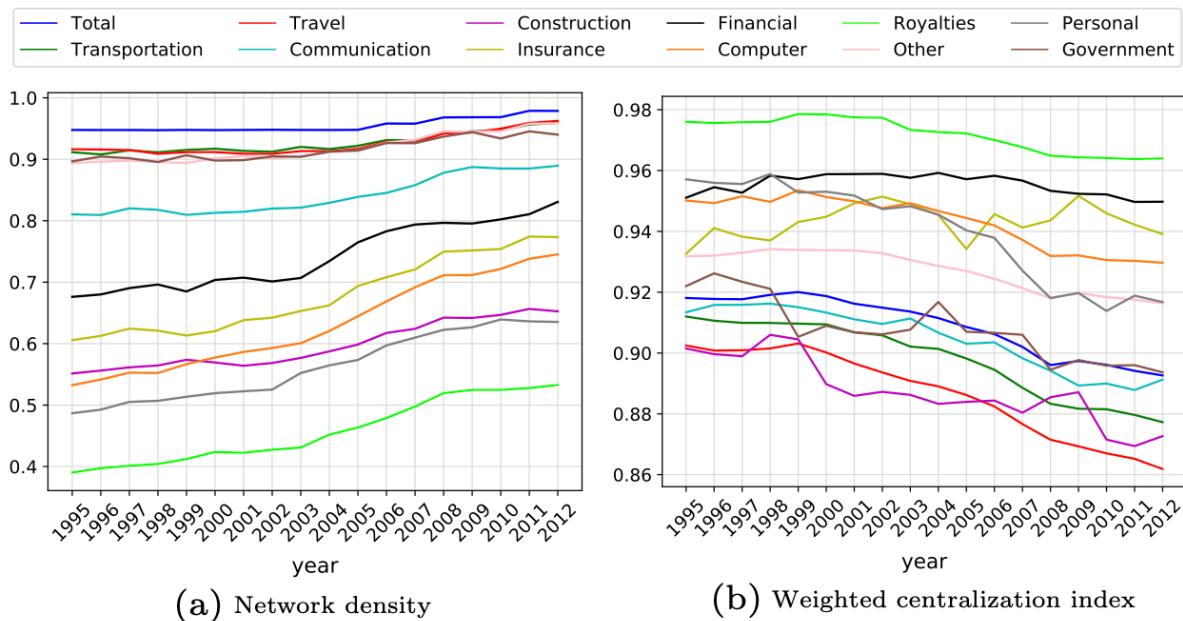 Total Travel Construction Financial Royalties Personal
Transportation Communication Insurance Computer Other Government
1.0
0.9
0.8
0.7
0.6
0.5
0.4
1995 1996 1997 1998 1999 2000 2001 2002 2003 2004 2005 2006 2007 2008 2009 2010 2011 2012
year
(a) Network density
0.98
0.96
0.94
0.92
0.90
0.88
0.86
1995 1996 1997 1998 1999 2000 2001 2002 2003 2004 2005 2006 2007 2008 2009 2010 2011 2012
year
(b) Weighted centralization index